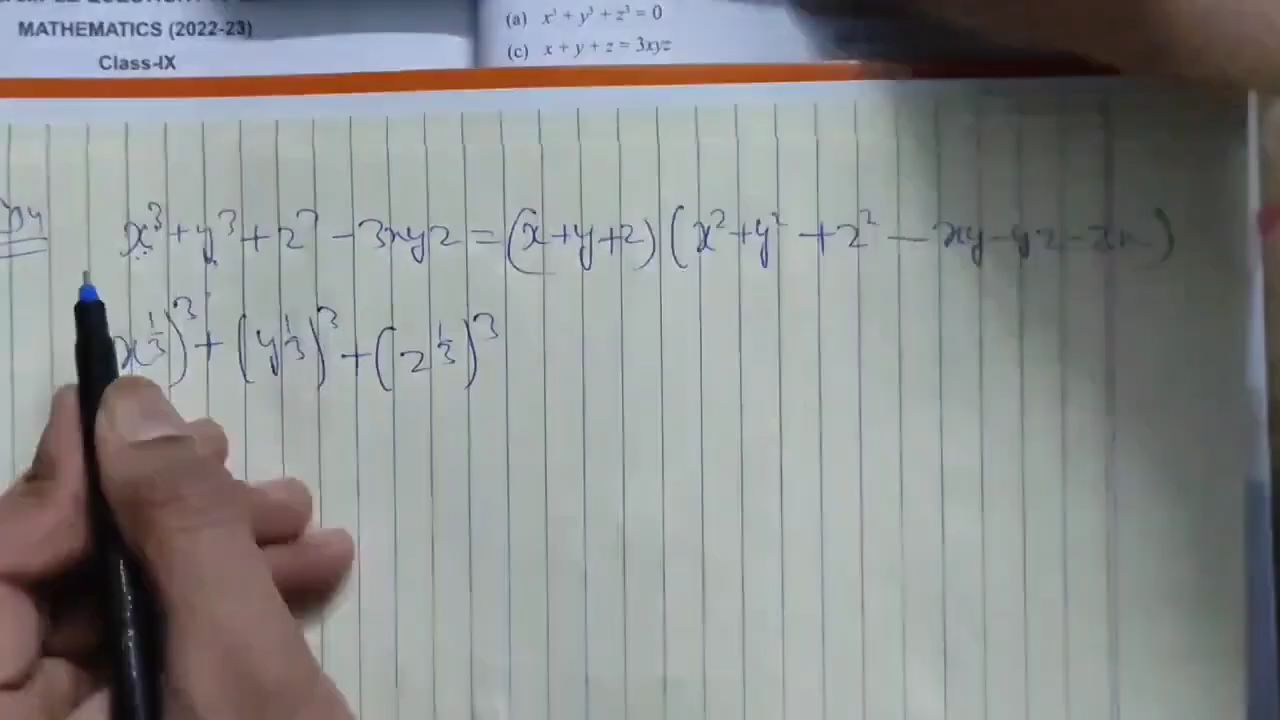 MATHEMATICS (2022-23)
Class-IX
(a) x³ + y³ + z³ = 0
(c) x + y + z = 3xyz
x³ + y³ + z³ - 3xyz = (x + y + z) (x² + y² + z² - xy - yz - zx)
x^(1/3))³ + (y^(1/3))³ + (z^(1/3))³